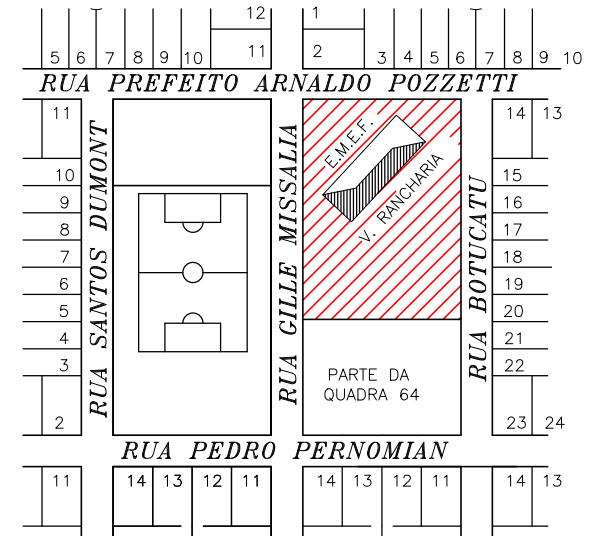 12 1
11 2
5 6 7 8 9 10 3 4 5 6 7 8 9 10
RUA PREFEITO ARNALDO POZZETTI
11
10
9
8
7
6
5
4
3
2
RUA SANTOS DUMONT
RUA GILLE MISSALIA
E.M.E.F.
V. RANCHARIA
PARTE DA
QUADRA 64
RUA BOTUCATU
14 13
15
16
17
18
19
20
21
22
23 24
RUA PEDRO PERNOMIAN
11 14 13 12 11 14 13 12 11 14 13